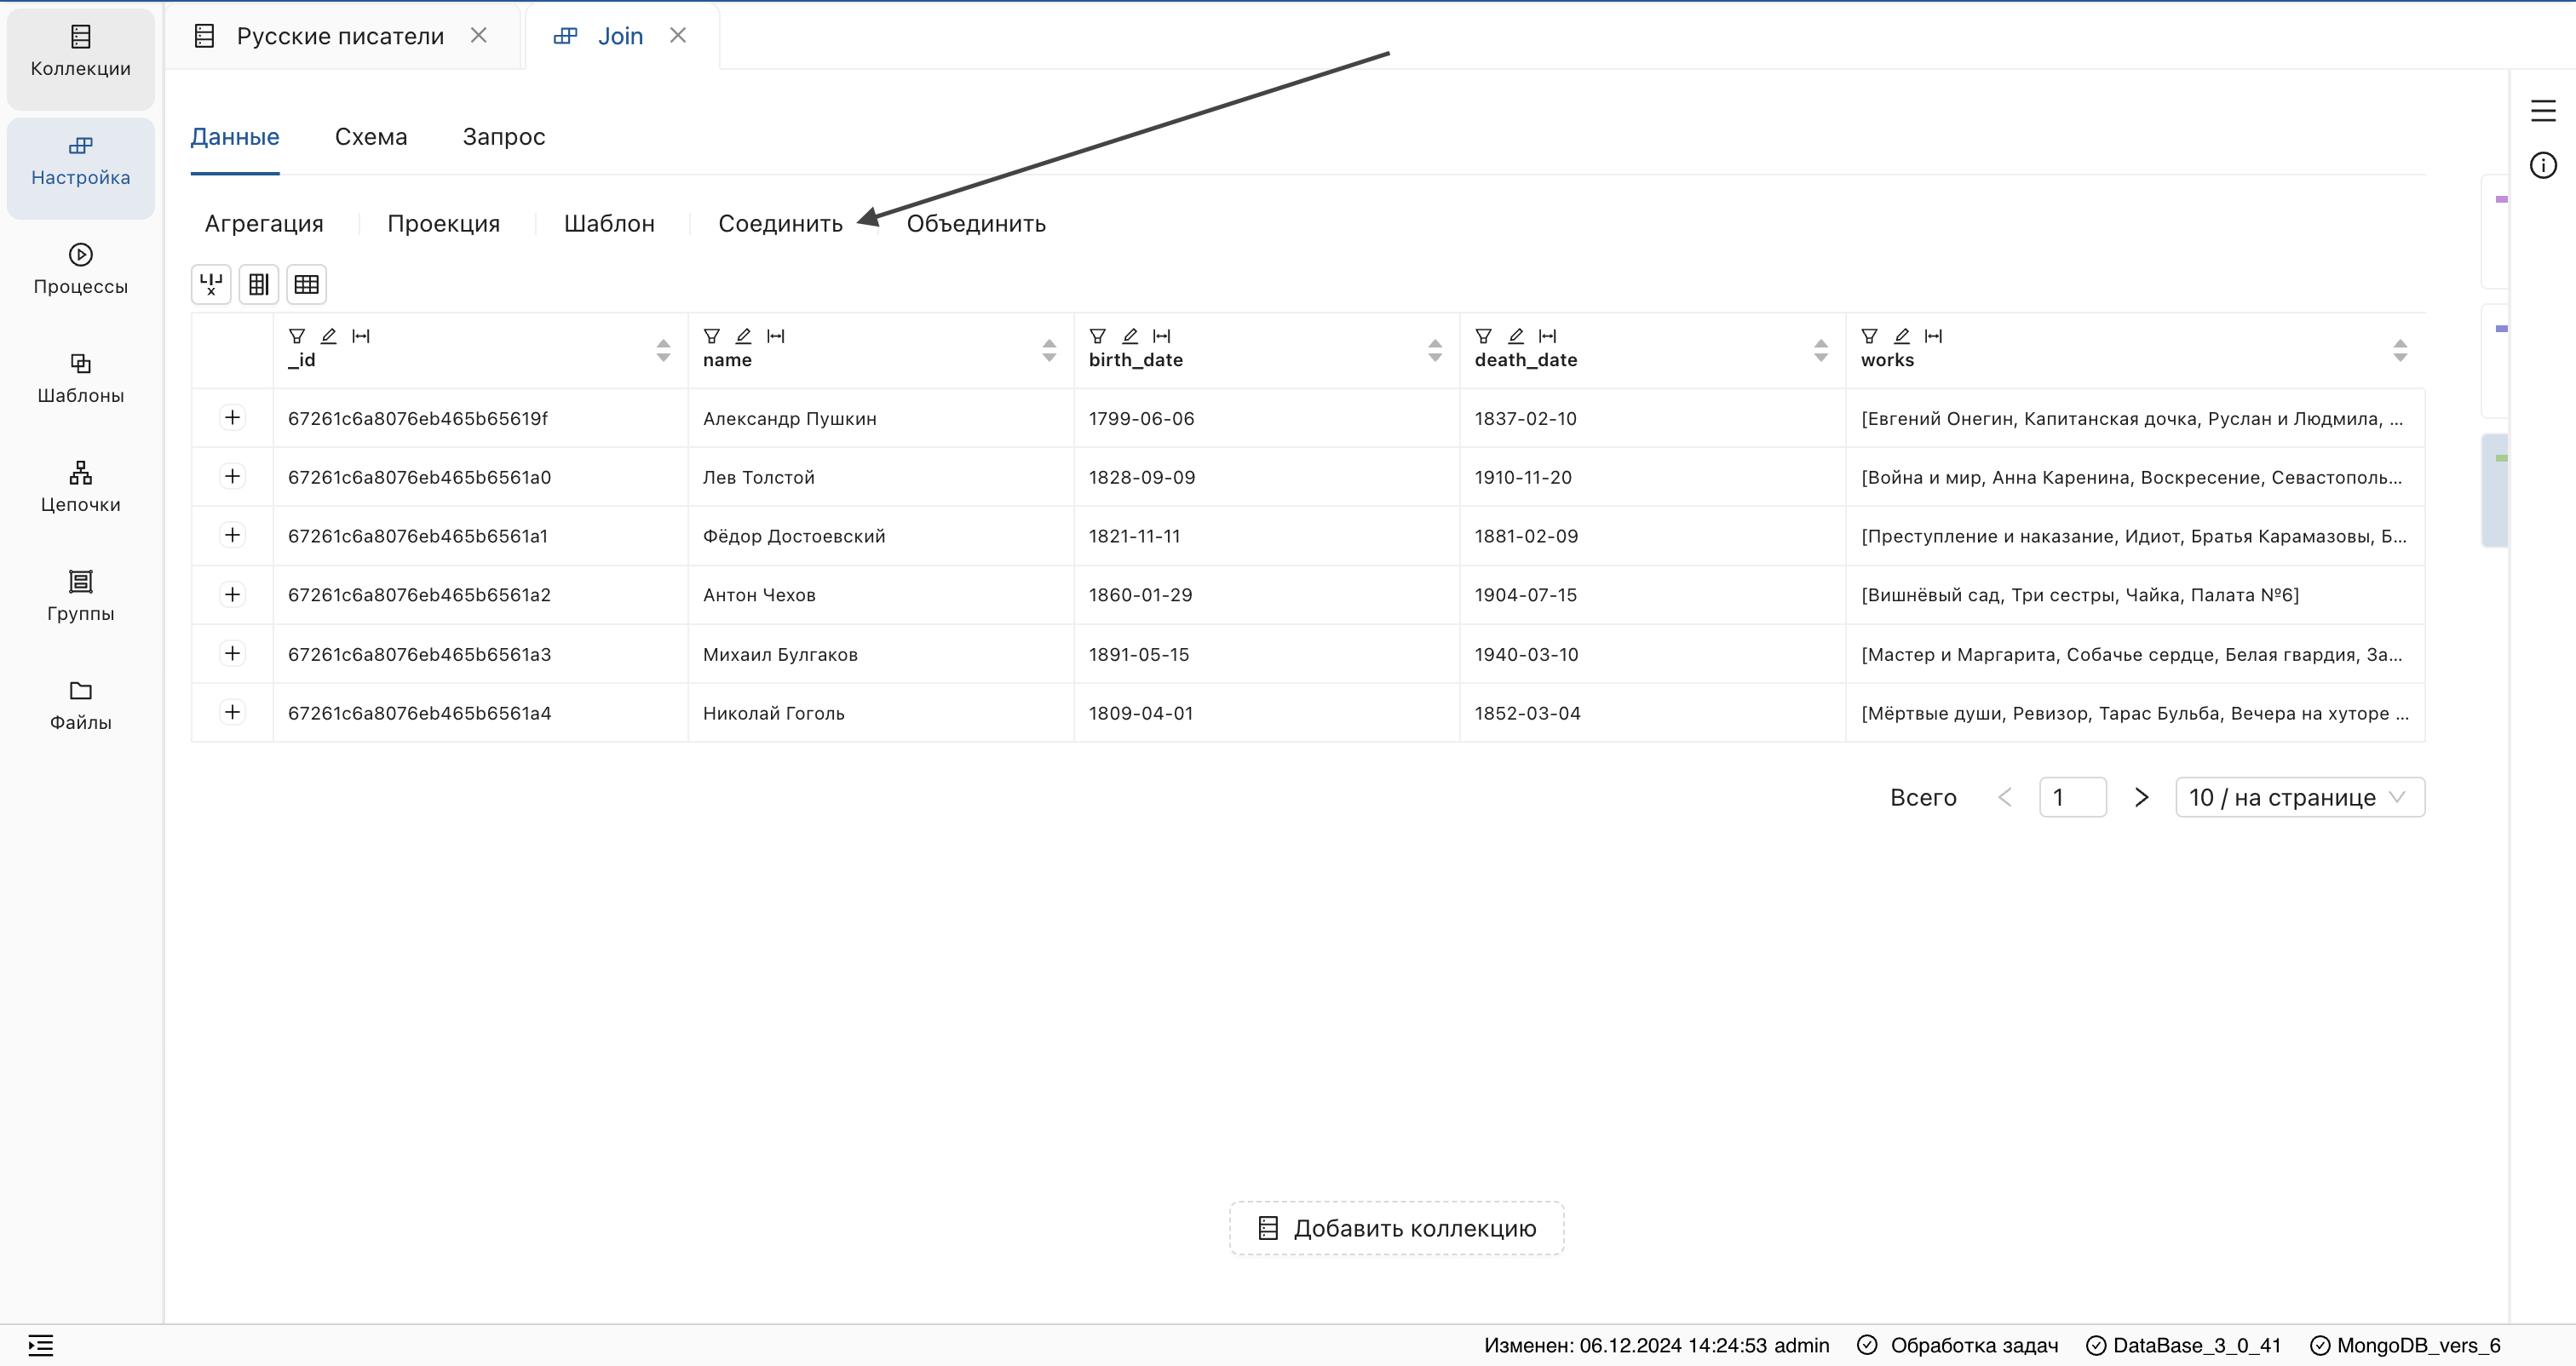 Коллекции
Настройка
Процессы
Шаблоны
Цепочки
Группы
Файлы
Русские писатели
Join
Данные Схема Запрос
Агрегация Проекция Шаблон Соединить Объединить
_id name birth_date death_date works
67261c6a8076eb465b65619f Александр Пушкин 1799-06-06 1837-02-10 [Евгений Онегин, Капитанская дочка, Руслан и Людмила, ...
67261c6a8076eb465b6561a0 Лев Толстой 1828-09-09 1910-11-20 [Война и мир, Анна Каренина, Воскресение, Севастополь...
67261c6a8076eb465b6561a1 Фёдор Достоевский 1821-11-11 1881-02-09 [Преступление и наказание, Идиот, Братья Карамазовы, Б...
67261c6a8076eb465b6561a2 Антон Чехов 1860-01-29 1904-07-15 [Вишнёвый сад, Три сестры, Чайка, Палата №6]
67261c6a8076eb465b6561a3 Михаил Булгаков 1891-05-15 1940-03-10 [Мастер и Маргарита, Собачье сердце, Белая гвардия, За...
67261c6a8076eb465b6561a4 Николай Гоголь 1809-04-01 1852-03-04 [Мёртвые души, Ревизор, Тарас Бульба, Вечера на хуторе ...
Всего 1 10 / на странице
Добавить коллекцию
Изменен: 06.12.2024 14:24:53 admin Обработка задач DataBase_3_0_41 MongoDB_vers_6